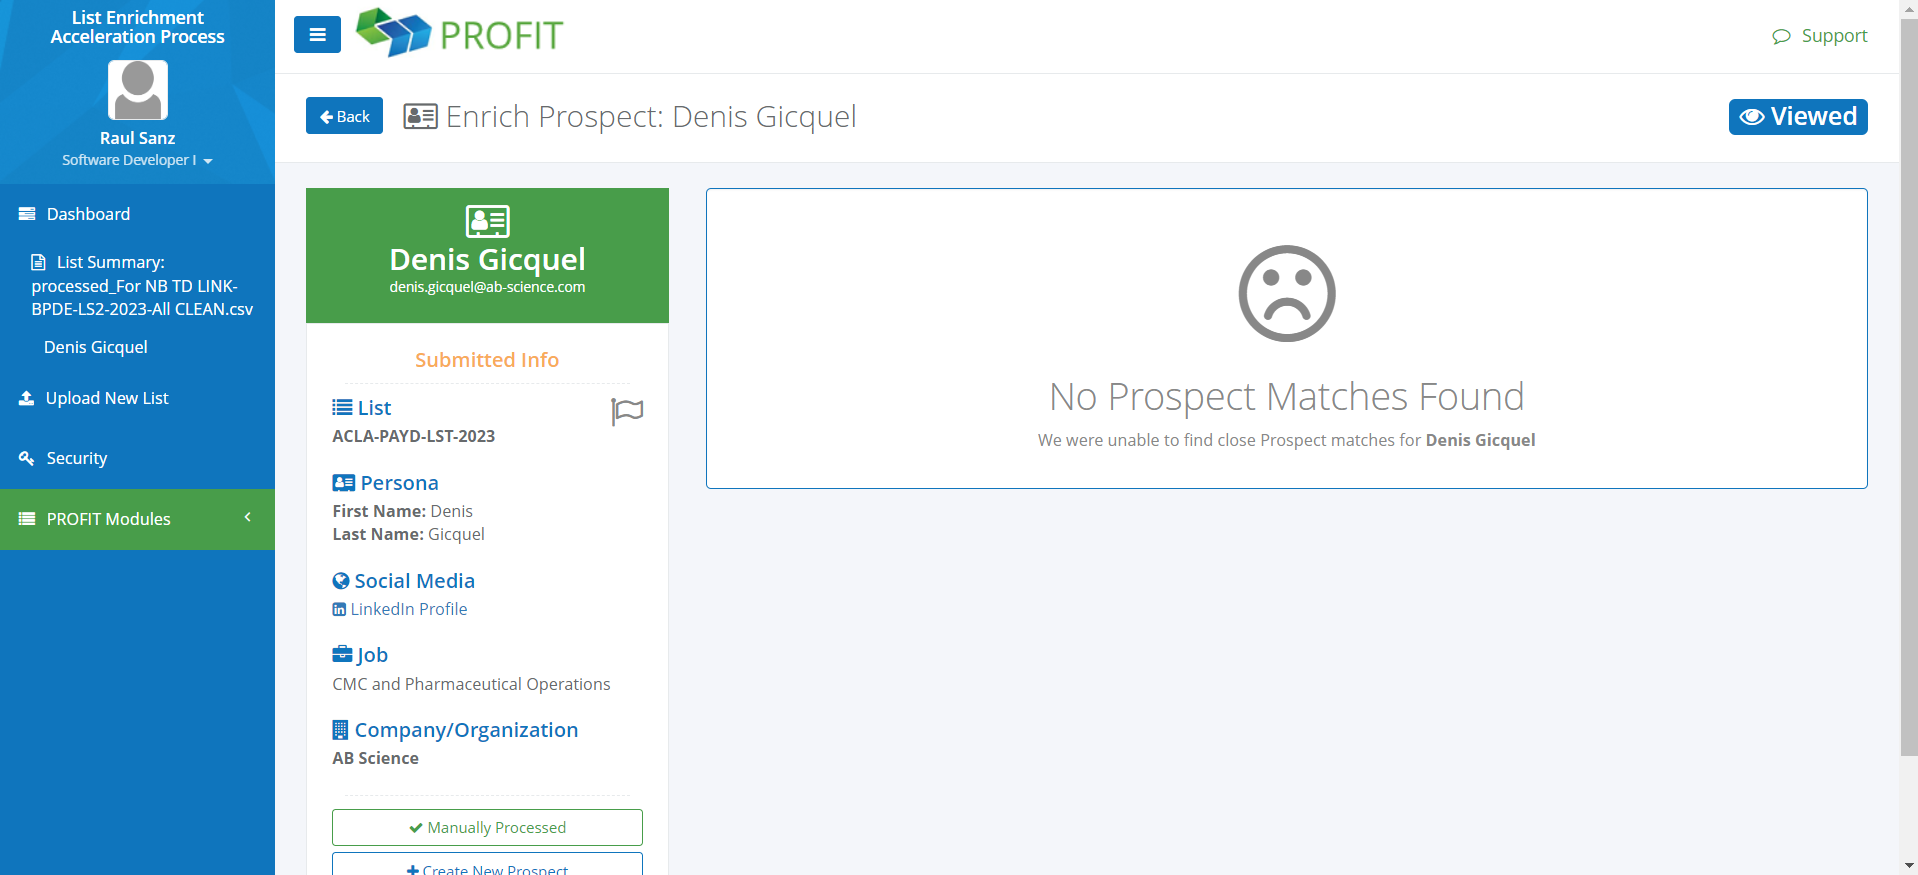 List Enrichment
Acceleration Process
Raul Sanz
Software Developer I
Dashboard
List Summary:
processed_For NB TD LINK-
BPDE-LS2-2023-All CLEAN.csv
Denis Gicquel
Upload New List
Security
PROFIT Modules
PROFIT
Support
Back
Enrich Prospect: Denis Gicquel
Viewed
Denis Gicquel
denis.gicquel@ab-science.com
Submitted Info
List
ACLA-PAYD-LST-2023
Persona
First Name: Denis
Last Name: Gicquel
Social Media
LinkedIn Profile
Job
CMC and Pharmaceutical Operations
Company/Organization
AB Science
Manually Processed
Create New Prospect
No Prospect Matches Found
We were unable to find close Prospect matches for Denis Gicquel